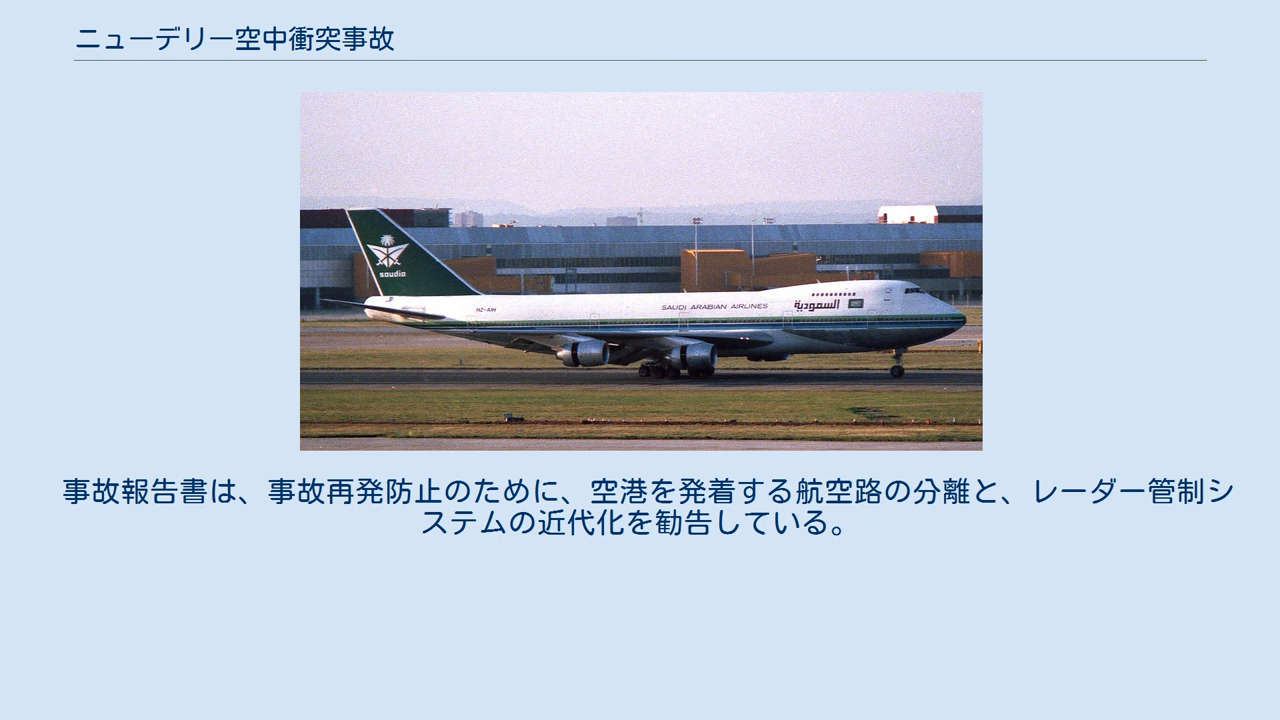 ニューデリー空中衝突事故
saudia
HZ-AIH
SAUDI ARABIAN AIRLINES
السعودية
事故報告書は、事故再発防止のために、空港を発着する航空路の分離と、レーダー管制シ
ステムの近代化を勧告している。